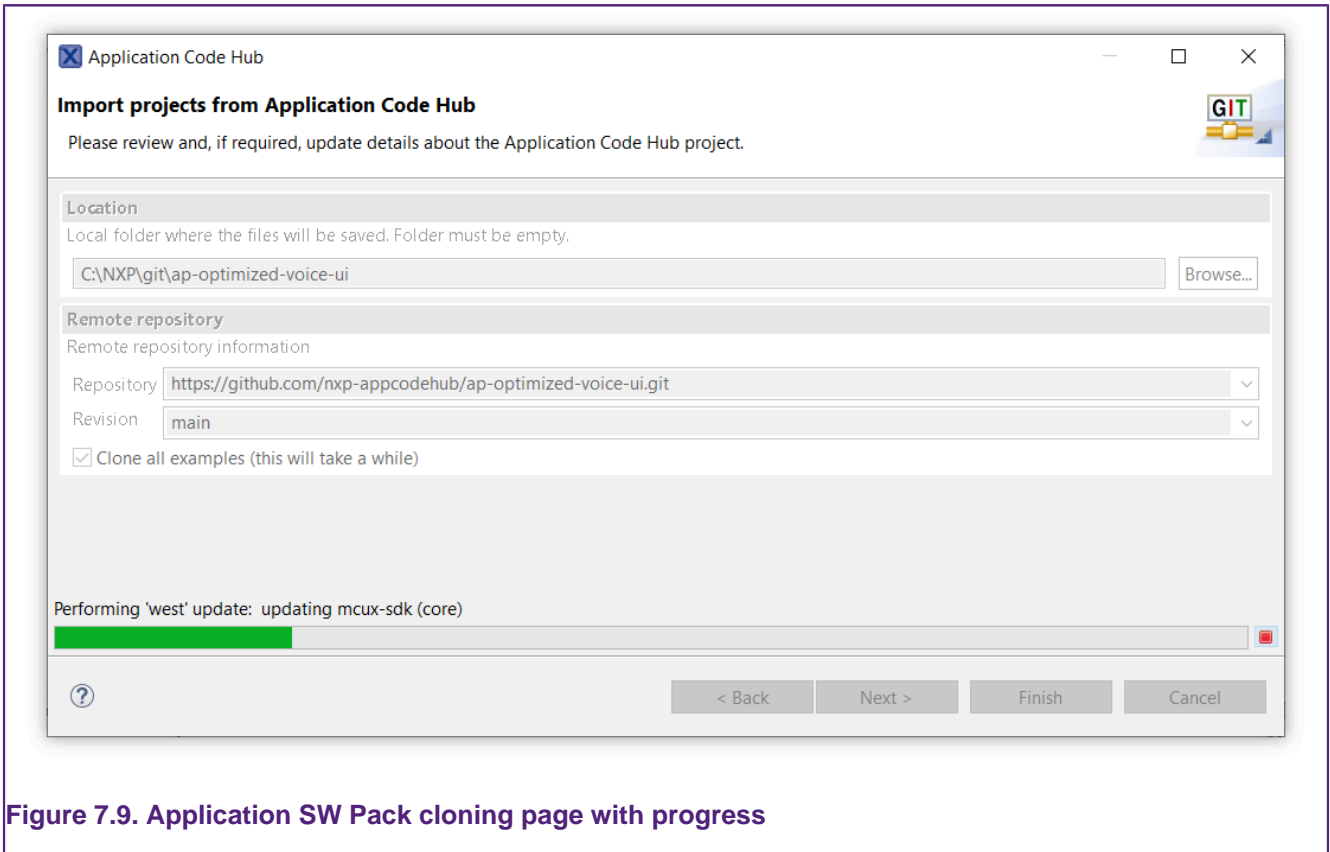 Application Code Hub
Import projects from Application Code Hub
GIT
Please review and, if required, update details about the Application Code Hub project.
Location
Local folder where the files will be saved. Folder must be empty.
C:\NXP\git\ap-optimized-voice-ui
Browse...
Remote repository
Remote repository information
Repository https://github.com/nxp-appcodehub/ap-optimized-voice-ui.git
Revision main
Clone all examples (this will take a while)
Performing 'west' update: updating mcux-sdk (core)
? < Back Next > Finish Cancel
Figure 7.9. Application SW Pack cloning page with progress